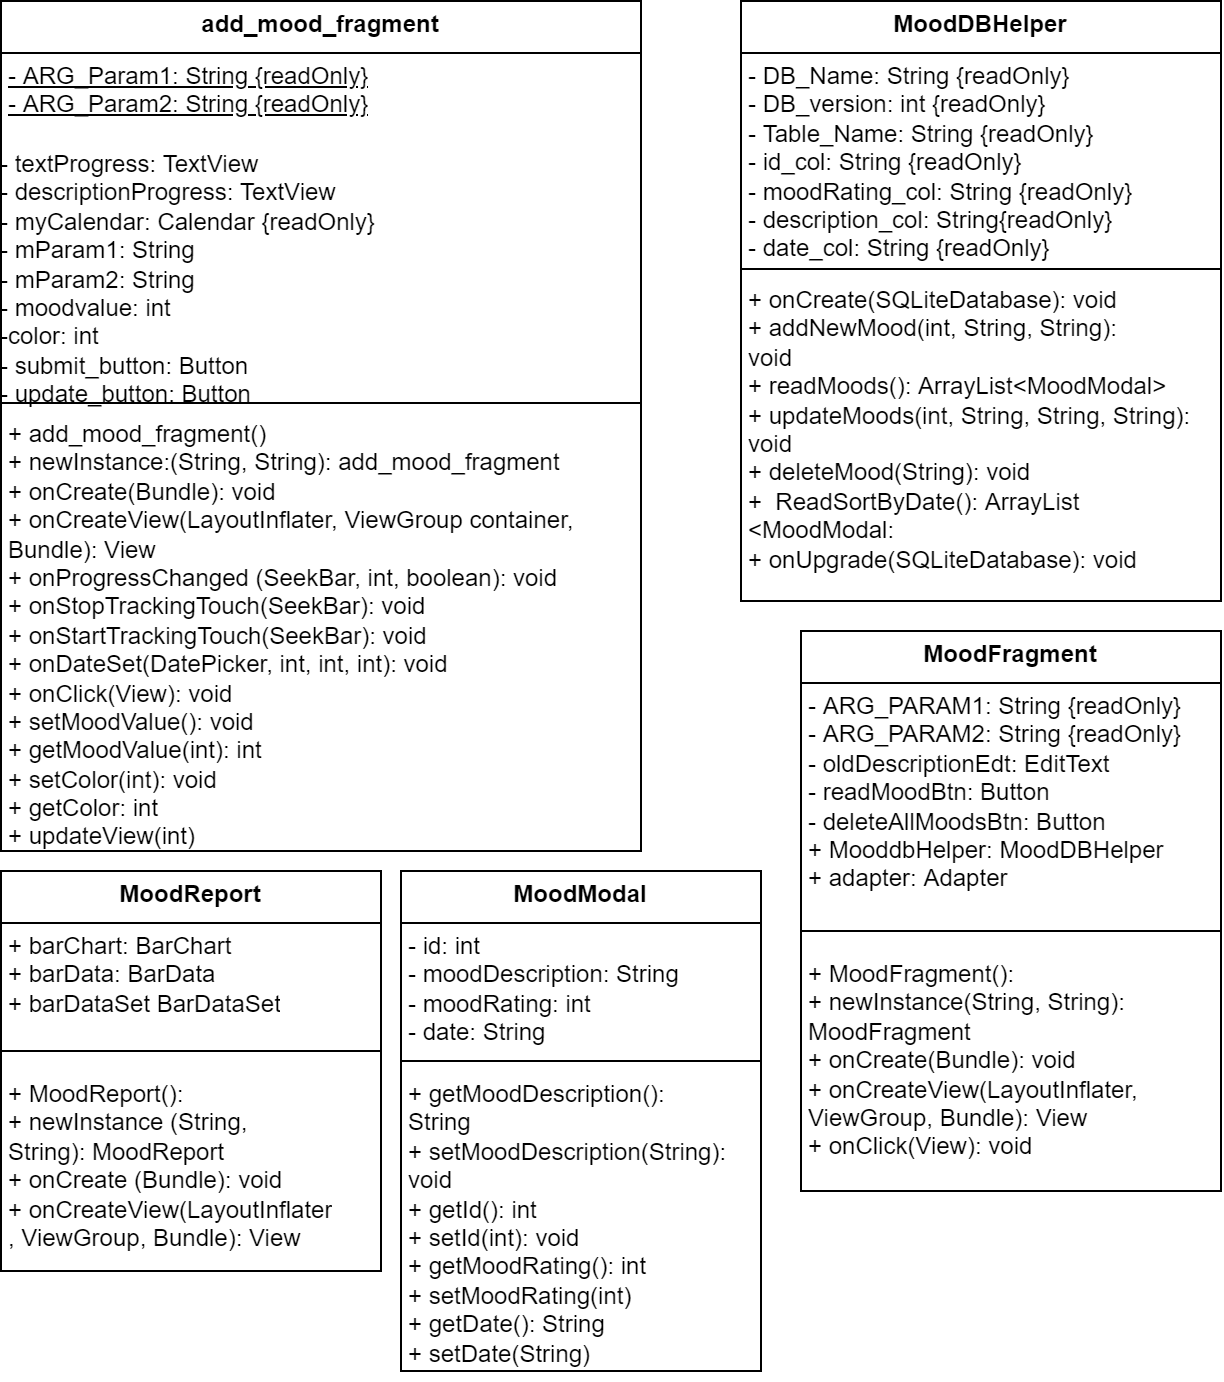 add_mood_fragment
- ARG_Param1: String {readOnly}
- ARG_Param2: String {readOnly}
- textProgress: TextView
- descriptionProgress: TextView
- myCalendar: Calendar {readOnly}
- mParam1: String
- mParam2: String
- moodvalue: int
-color: int
- submit_button: Button
- update_button: Button
+ add_mood_fragment()
+ newInstance:(String, String): add_mood_fragment
+ onCreate(Bundle): void
+ onCreateView(LayoutInflater, ViewGroup container,
Bundle): View
+ onProgressChanged (SeekBar, int, boolean): void
+ onStopTrackingTouch(SeekBar): void
+ onStartTrackingTouch(SeekBar): void
+ onDateSet(DatePicker, int, int, int): void
+ onClick(View): void
+ setMoodValue(): void
+ getMoodValue(int): int
+ setColor(int): void
+ getColor: int
+ updateView(int)
MoodDBHelper
- DB_Name: String {readOnly}
- DB_version: int {readOnly}
- Table_Name: String {readOnly}
- id_col: String {readOnly}
- moodRating_col: String {readOnly}
- description_col: String{readOnly}
- date_col: String {readOnly}
+ onCreate(SQLiteDatabase): void
+ addNewMood(int, String, String):
void
+ readMoods(): ArrayList<MoodModal>
+ updateMoods(int, String, String, String):
void
+ deleteMood(String): void
+  ReadSortByDate(): ArrayList
<MoodModal:
+ onUpgrade(SQLiteDatabase): void
MoodFragment
- ARG_PARAM1: String {readOnly}
- ARG_PARAM2: String {readOnly}
- oldDescriptionEdt: EditText
- readMoodBtn: Button
- deleteAllMoodsBtn: Button
+ MooddbHelper: MoodDBHelper
+ adapter: Adapter
+ MoodFragment():
+ newInstance(String, String):
MoodFragment
+ onCreate(Bundle): void
+ onCreateView(LayoutInflater,
ViewGroup, Bundle): View
+ onClick(View): void
MoodReport
+ barChart: BarChart
+ barData: BarData
+ barDataSet BarDataSet
+ MoodReport():
+ newInstance (String,
String): MoodReport
+ onCreate (Bundle): void
+ onCreateView(LayoutInflater
, ViewGroup, Bundle): View
MoodModal
- id: int
- moodDescription: String
- moodRating: int
- date: String
+ getMoodDescription():
String
+ setMoodDescription(String):
void
+ getId(): int
+ setId(int): void
+ getMoodRating(): int
+ setMoodRating(int)
+ getDate(): String
+ setDate(String)